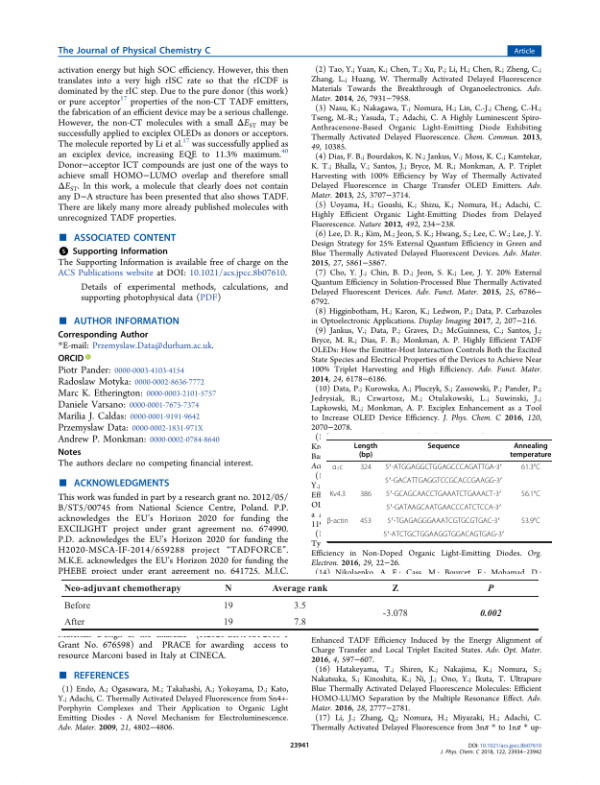 The Journal of Physical Chemistry C
Article
activation energy but high SOC efficiency. However, this then
translates into a very high rISC rate so that the rICDF is
dominated by the rIC step. Due to the pure donor (this work)
or pure acceptor17 properties of the non-CT TADF emitters,
the fabrication of an efficient device may be a serious challenge.
However, the non-CT molecules with a small ΔEST may be
successfully applied to exciplex OLEDs as donors or acceptors.
The molecule reported by Li et al.17 was successfully applied as
an exciplex device, increasing EQE to 11.3% maximum.40
Donor−acceptor ICT compounds are just one of the ways to
achieve small HOMO−LUMO overlap and therefore small
ΔEST. In this work, a molecule that clearly does not contain
any D−A structure has been presented that also shows TADF.
There are likely many more already published molecules with
unrecognized TADF properties.
■ ASSOCIATED CONTENT
S Supporting Information
The Supporting Information is available free of charge on the
ACS Publications website at DOI: 10.1021/acs.jpcc.8b07610.
Details of experimental methods, calculations, and
supporting photophysical data (PDF)
■ AUTHOR INFORMATION
Corresponding Author
*E-mail: Przemyslaw.Data@durham.ac.uk.
ORCID
Piotr Pander: 0000-0003-4103-4154
Radoslaw Motyka: 0000-0002-8636-7772
Marc K. Etherington: 0000-0003-2101-5757
Daniele Varsano: 0000-0001-7675-7374
Marilia J. Caldas: 0000-0001-9191-9642
Przemyslaw Data: 0000-0002-1831-971X
Andrew P. Monkman: 0000-0002-0784-8640
Notes
The authors declare no competing financial interest.
■ ACKNOWLEDGMENTS
This work was funded in part by a research grant no. 2012/05/
B/ST5/00745 from National Science Centre, Poland. P.P.
acknowledges the EU's Horizon 2020 for funding the
EXCILIGHT project under grant agreement no. 674990.
P.D. acknowledges the EU's Horizon 2020 for funding the
H2020-MSCA-IF-2014/659288 project “TADFORCE”.
M.K.E. acknowledges the EU's Horizon 2020 for funding the
PHEBE project under grant agreement no. 641725. M.J.C.
Neo-adjuvant chemotherapy N Average rank Z P
Before 19 3.5
-3.078 0.002
After 19 7.8
Grant No. 676598) and PRACE for awarding access to
resource Marconi based in Italy at CINECA.
■ REFERENCES
(1) Endo, A.; Ogasawara, M.; Takahashi, A.; Yokoyama, D.; Kato,
Y.; Adachi, C. Thermally Activated Delayed Fluorescence from Sn4+-
Porphyrin Complexes and Their Application to Organic Light
Emitting Diodes - A Novel Mechanism for Electroluminescence.
Adv. Mater. 2009, 21, 4802−4806.
(2) Tao, Y.; Yuan, K.; Chen, T.; Xu, P.; Li, H.; Chen, R.; Zheng, C.;
Zhang, L.; Huang, W. Thermally Activated Delayed Fluorescence
Materials Towards the Breakthrough of Organoelectronics. Adv.
Mater. 2014, 26, 7931−7958.
(3) Nasu, K.; Nakagawa, T.; Nomura, H.; Lin, C.-J.; Cheng, C.-H.;
Tseng, M.-R.; Yasuda, T.; Adachi, C. A Highly Luminescent Spiro-
Anthracenone-Based Organic Light-Emitting Diode Exhibiting
Thermally Activated Delayed Fluorescence. Chem. Commun. 2013,
49, 10385.
(4) Dias, F. B.; Bourdakos, K. N.; Jankus, V.; Moss, K. C.; Kamtekar,
K. T.; Bhalla, V.; Santos, J.; Bryce, M. R.; Monkman, A. P. Triplet
Harvesting with 100% Efficiency by Way of Thermally Activated
Delayed Fluorescence in Charge Transfer OLED Emitters. Adv.
Mater. 2013, 25, 3707−3714.
(5) Uoyama, H.; Goushi, K.; Shizu, K.; Nomura, H.; Adachi, C.
Highly Efficient Organic Light-Emitting Diodes from Delayed
Fluorescence. Nature 2012, 492, 234−238.
(6) Lee, D. R.; Kim, M.; Jeon, S. K.; Hwang, S.; Lee, C. W.; Lee, J. Y.
Design Strategy for 25% External Quantum Efficiency in Green and
Blue Thermally Activated Delayed Fluorescent Devices. Adv. Mater.
2015, 27, 5861−5867.
(7) Cho, Y. J.; Chin, B. D.; Jeon, S. K.; Lee, J. Y. 20% External
Quantum Efficiency in Solution-Processed Blue Thermally Activated
Delayed Fluorescent Devices. Adv. Funct. Mater. 2015, 25, 6786−
6792.
(8) Higginbotham, H.; Karon, K.; Ledwon, P.; Data, P. Carbazoles
in Optoelectronic Applications. Display Imaging 2017, 2, 207−216.
(9) Jankus, V.; Data, P.; Graves, D.; McGuinness, C.; Santos, J.;
Bryce, M. R.; Dias, F. B.; Monkman, A. P. Highly Efficient TADF
OLEDs: How the Emitter-Host Interaction Controls Both the Excited
State Species and Electrical Properties of the Devices to Achieve Near
100% Triplet Harvesting and High Efficiency. Adv. Funct. Mater.
2014, 24, 6178−6186.
(10) Data, P.; Kurowska, A.; Pluczyk, S.; Zassowski, P.; Pander, P.;
Jedrysiak, R.; Czwartosz, M.; Otulakowski, L.; Suwinski, J.;
Lapkowski, M.; Monkman, A. P. Exciplex Enhancement as a Tool
to Increase OLED Device Efficiency. J. Phys. Chem. C 2016, 120,
2070−2078.
Length (bp) Sequence Annealing temperature
α1c 324 5'-ATGGAGGCTGGAGCCCAGATTGA-3' 61.3°C
5'-GACATTGAGGTCCGCACCGAAGG-3'
Kv4.3 386 5'-GCAGCAACCTGAAATCTGAAACT-3' 56.1°C
5'-GATAAGCAATGAACCCATCTCCA-3'
β-actin 453 5'-TGAGAGGGAAATCGTGCGTGAC-3' 53.9°C
5'-ATCTGCTGGAAGGTGGACAGTGAG-3'
Efficiency in Non-Doped Organic Light-Emitting Diodes. Org.
Electron. 2016, 29, 22−26.
(14) Nikolaenko, A. E.; Cass, M.; Bourcet, F.; Mohamad, D.;
Enhanced TADF Efficiency Induced by the Energy Alignment of
Charge Transfer and Local Triplet Excited States. Adv. Opt. Mater.
2016, 4, 597−607.
(16) Hatakeyama, T.; Shiren, K.; Nakajima, K.; Nomura, S.;
Nakatsuka, S.; Kinoshita, K.; Ni, J.; Ono, Y.; Ikuta, T. Ultrapure
Blue Thermally Activated Delayed Fluorescence Molecules: Efficient
HOMO-LUMO Separation by the Multiple Resonance Effect. Adv.
Mater. 2016, 28, 2777−2781.
(17) Li, J.; Zhang, Q.; Nomura, H.; Miyazaki, H.; Adachi, C.
Thermally Activated Delayed Fluorescence from 3nπ * to 1nπ * up-
23941
DOI: 10.1021/acs.jpcc.8b07610
J. Phys. Chem. C 2018, 122, 23934−23942